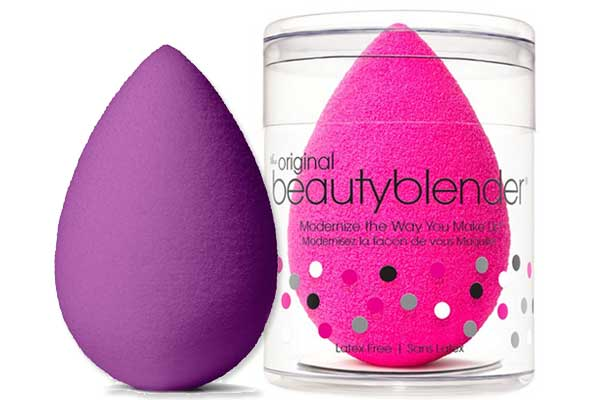 the original
beautyblender®
Modernize the Way You Make Up!
Modernisez la façon de vous Maquiller!
Latex Free | Sans Latex